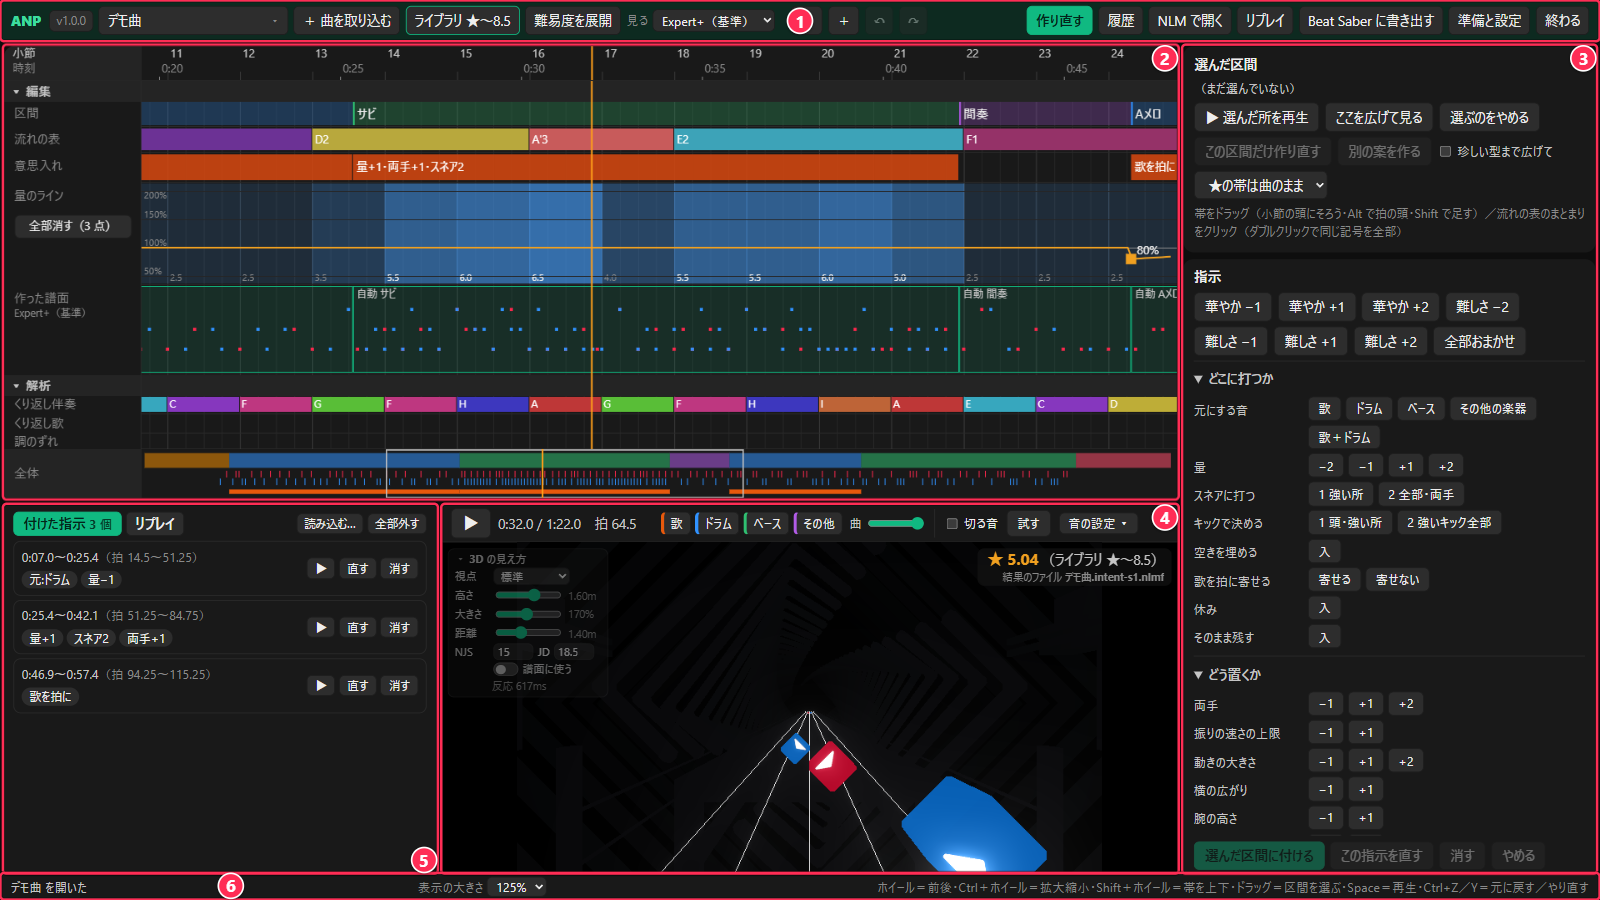 ANP v1.0.0 デモ曲 + 曲を取り込む ライブラリ ★〜8.5 難易度を展開 見る Expert+（基準） 1 + 作り直す 履歴 NLM で開く リプレイ Beat Saber に書き出す 準備と設定 終わる
小節 11 12 13 14 15 16 17 18 19 20 21 22 23 24 2
時刻 0:20 0:25 0:30 0:35 0:40 0:45
編集
区間 サビ 間奏 Aメロ
流れの表 D2 A'3 E2 F1
意思入れ 量+1·両手+1·スネア2 歌を拍に
量のライン 200%
150%
全部消す（3 点）
100% 80%
50% 2.5 2.5 3.5 5.5 6.0 6.5 4.0 5.5 5.5 6.0 5.0 2.5 2.5 2.5
作った譜面 自動 サビ 自動 間奏 自動 Aメロ
Expert+（基準）
解析
くり返し伴奏 C F G F H A G F H I A E C D
くり返し歌
調のずれ
全体
選んだ区間 3
（まだ選んでいない）
▶ 選んだ所を再生 ここを広げて見る 選ぶのをやめる
この区間だけ作り直す 別の案を作る 珍しい型まで広げて
★の帯は曲のまま
帯をドラッグ（小節の頭にそろう·Alt で拍の頭·Shift で足す）／流れの表のまとまり
をクリック（ダブルクリックで同じ記号を全部）
指示
華やか −1 華やか +1 華やか +2 難しさ −2
難しさ −1 難しさ +1 難しさ +2 全部おまかせ
▼ どこに打つか
元にする音 歌 ドラム ベース その他の楽器
歌＋ドラム
量 −2 −1 +1 +2
スネアに打つ 1 強い所 2 全部·両手
キックで決める 1 頭·強い所 2 強いキック全部
空きを埋める 入
歌を拍に寄せる 寄せる 寄せない
休み 入
そのまま残す 入
▼ どう置くか
両手 −1 +1 +2
振りの速さの上限 −1 +1
動きの大きさ −1 +1 +2
横の広がり −1 +1
腕の高さ −1 +1
選んだ区間に付ける この指示を直す 消す やめる
付けた指示 3 個 リプレイ 読み込む... 全部外す
0:07.0〜0:25.4（拍 14.5〜51.25）
元:ドラム 量−1 ▶ 直す 消す
0:25.4〜0:42.1（拍 51.25〜84.75）
量+1 スネア2 両手+1 ▶ 直す 消す
0:46.9〜0:57.4（拍 94.25〜115.25）
歌を拍に ▶ 直す 消す
5
▶ 0:32.0 / 1:22.0 拍 64.5 歌 ドラム ベース その他 曲 切る音 試す 音の設定 4
3D の見え方
視点 標準
高さ 1.60m
大きさ 170%
距離 1.40m
NJS 15 JD 18.5
譜面に使う
反応 617ms
★ 5.04（ライブラリ ★〜8.5）
結果のファイル デモ曲.intent-s1.nlmf
デモ曲 を開いた 6 表示の大きさ 125% ホイール＝前後·Ctrl＋ホイール＝拡大縮小·Shift＋ホイール＝帯を上下·ドラッグ＝区間を選ぶ·Space＝再生·Ctrl+Z／Y＝元に戻す／やり直す